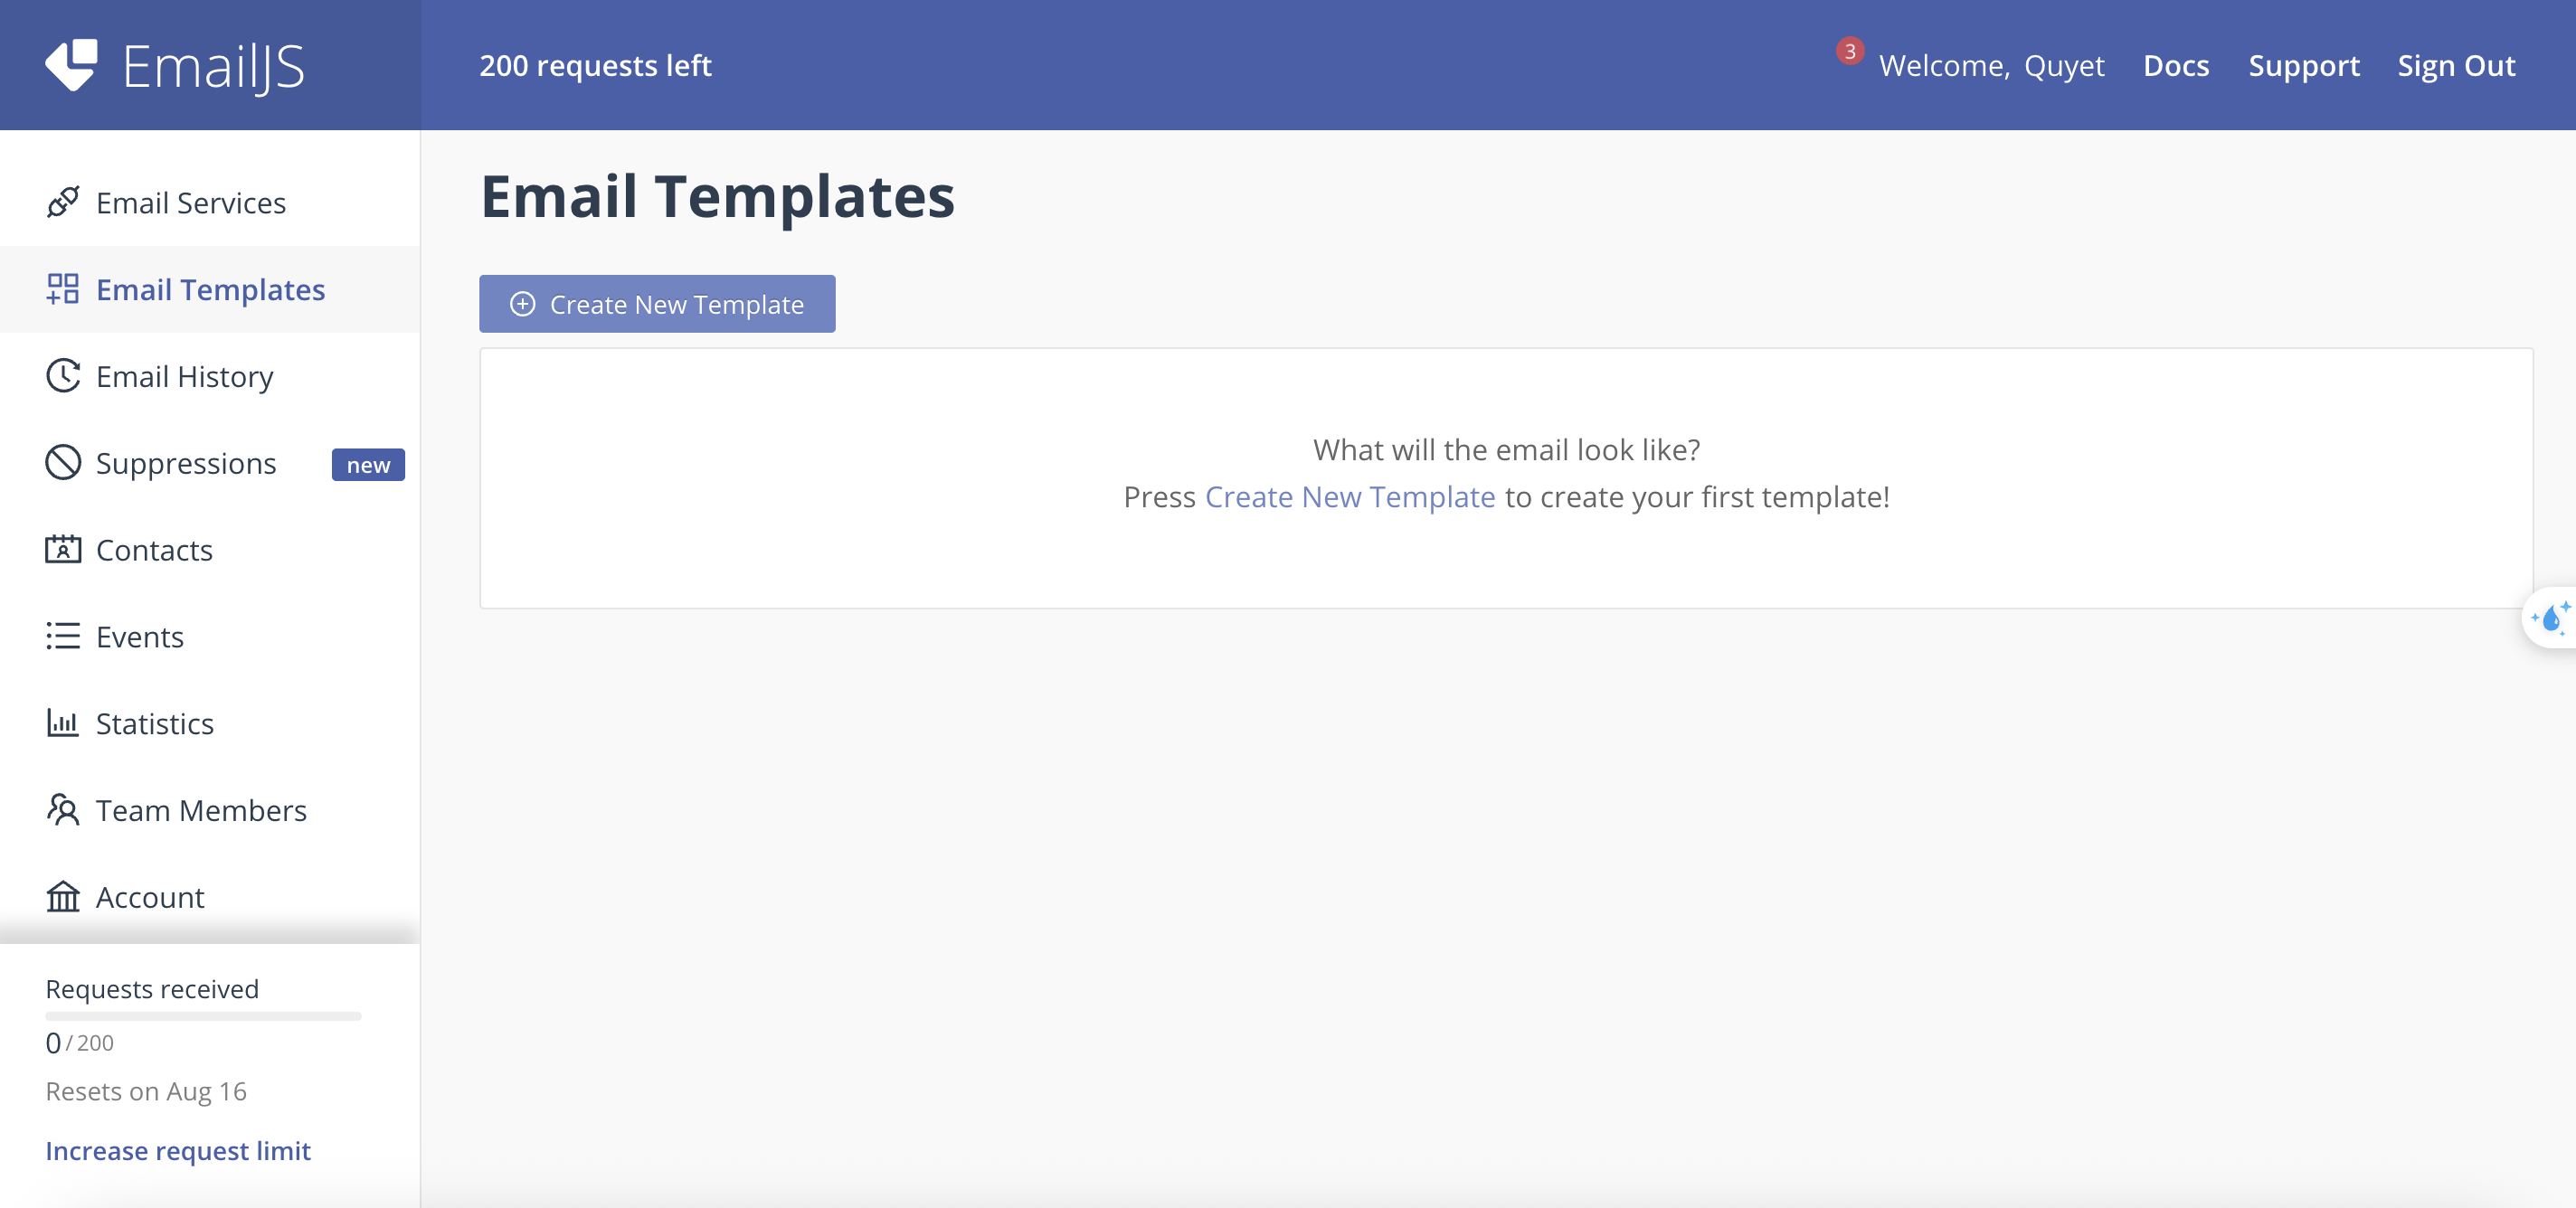 EmailJS
200 requests left
3
Welcome, Quyet
Docs
Support
Sign Out
Email Services
Email Templates
Email History
Suppressions
new
Contacts
Events
Statistics
Team Members
Account
Requests received
0/200
Resets on Aug 16
Increase request limit
Email Templates
Create New Template
What will the email look like?
Press Create New Template to create your first template!